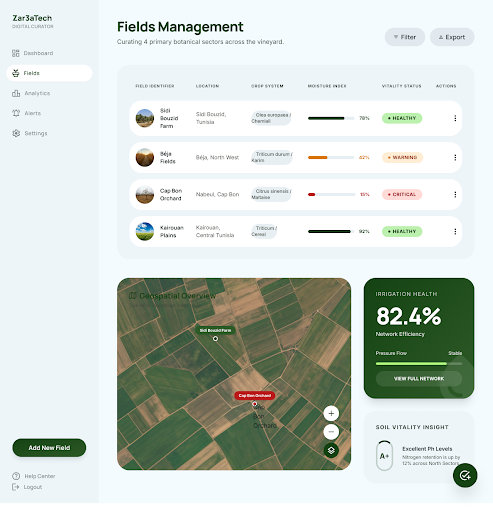 Zar3aTech
DIGITAL CURATOR
Dashboard
Fields
Analytics
Alerts
Settings
Add New Field
Help Center
Logout
Fields Management
Curating 4 primary botanical sectors across the vineyard.
Filter
Export
FIELD IDENTIFIER LOCATION CROP SYSTEM MOISTURE INDEX VITALITY STATUS ACTIONS
Sidi
Bouzid
Farm
Sidi Bouzid,
Tunisia
Olea europaea /
Chemlali
78%
HEALTHY
Béja
Fields
Béja, North West
Triticum durum /
Karim
42%
WARNING
Cap Bon
Orchard
Nabeul, Cap Bon
Citrus sinensis /
Maltaise
15%
CRITICAL
Kairouan
Plains
Kairouan,
Central Tunisia
Triticum /
Cereal
92%
HEALTHY
Geospatial Overview
Sidi Bouzid Farm
Cap Bon Orchard
Bon
Orchard
IRRIGATION HEALTH
82.4%
Network Efficiency
Pressure Flow Stable
VIEW FULL NETWORK
SOIL VITALITY INSIGHT
A+
Excellent Ph Levels
Nitrogen retention is up by
12% across North Sectors